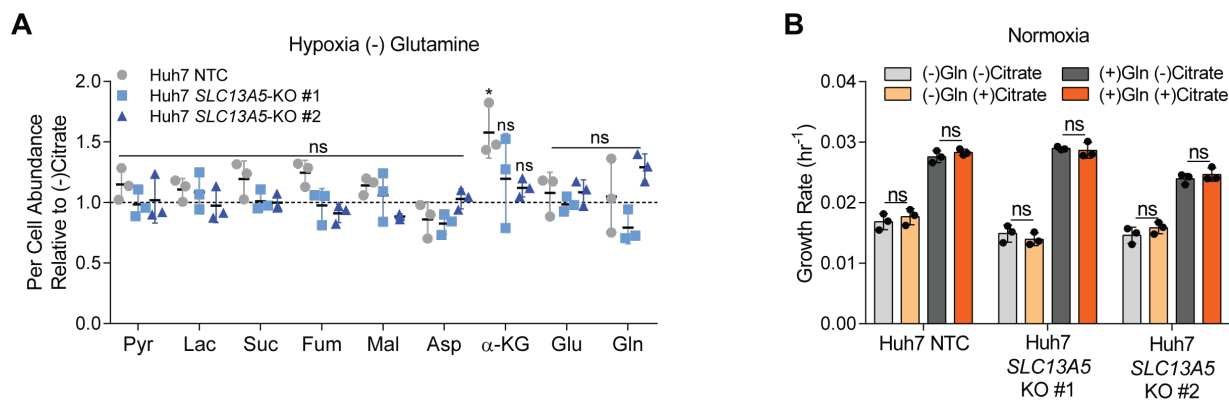 A
Hypoxia (-) Glutamine
Per Cell Abundance
Relative to (-)Citrate
2.0
1.5
1.0
0.5
0.0
Huh7 NTC
Huh7 SLC13A5-KO #1
Huh7 SLC13A5-KO #2
ns
*
ns
ns
ns
Pyr Lac Suc Fum Mal Asp α-KG Glu Gln
B
Normoxia
Growth Rate (hr⁻¹)
0.04
0.03
0.02
0.01
0.00
(-)Gln (-)Citrate
(-)Gln (+)Citrate
(+)Gln (-)Citrate
(+)Gln (+)Citrate
ns
ns
ns
ns
ns
ns
Huh7 NTC
Huh7
SLC13A5
KO #1
Huh7
SLC13A5
KO #2